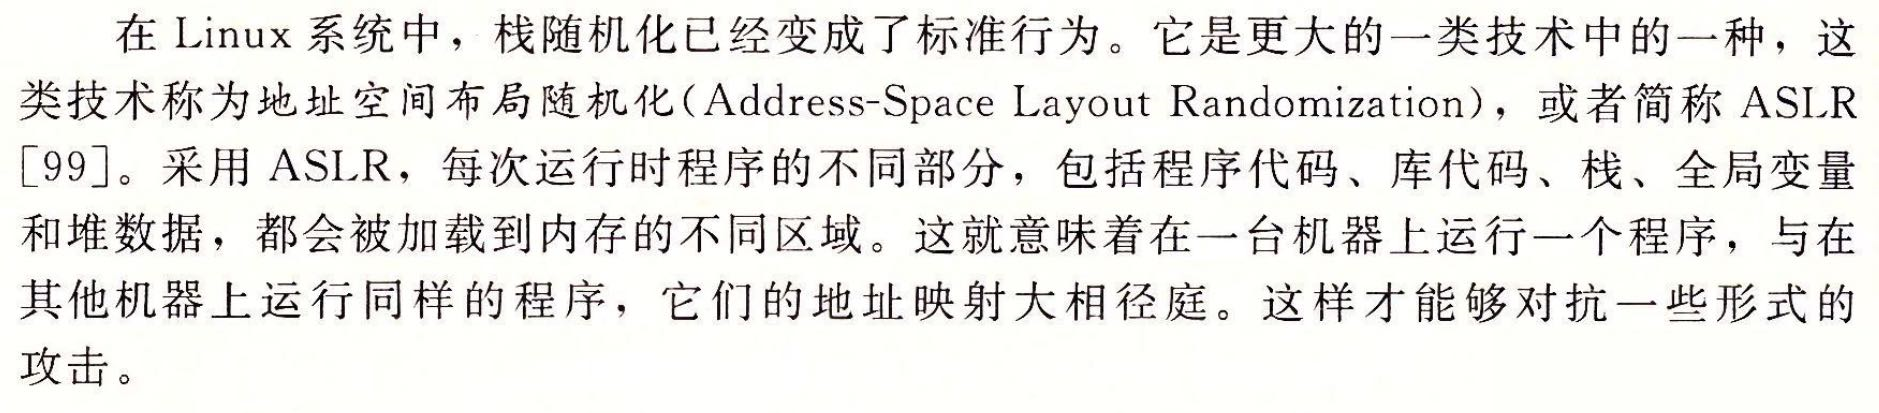 在 Linux 系统中，栈随机化已经变成了标准行为。它是更大的一类技术中的一种，这
类技术称为地址空间布局随机化(Address-Space Layout Randomization)，或者简称 ASLR
[99]。采用 ASLR，每次运行时程序的不同部分，包括程序代码、库代码、栈、全局变量
和堆数据，都会被加载到内存的不同区域。这就意味着在一台机器上运行一个程序，与在
其他机器上运行同样的程序，它们的地址映射大相径庭。这样才能够对抗一些形式的
攻击。